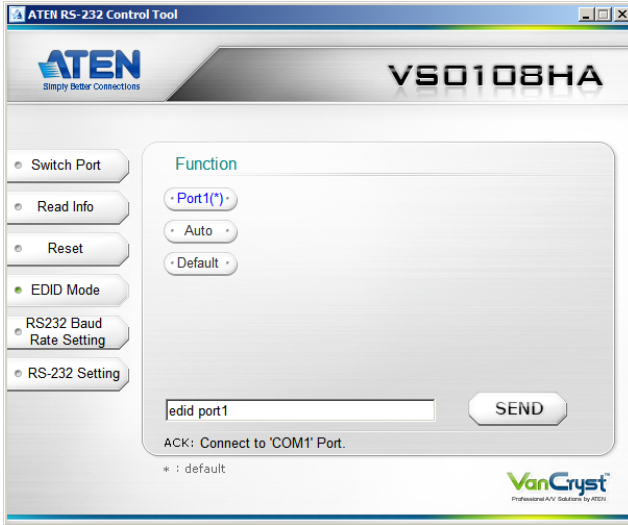 ATEN RS-232 Control Tool
ATEN
Simply Better Connections
VS0108HA
Switch Port
Read Info
Reset
EDID Mode
RS232 Baud
Rate Setting
RS-232 Setting
Function
Port1(*)
Auto
Default
edid port1
SEND
ACK: Connect to 'COM1' Port.
* : default
VanCryst™
Professional A/V Solutions by ATEN